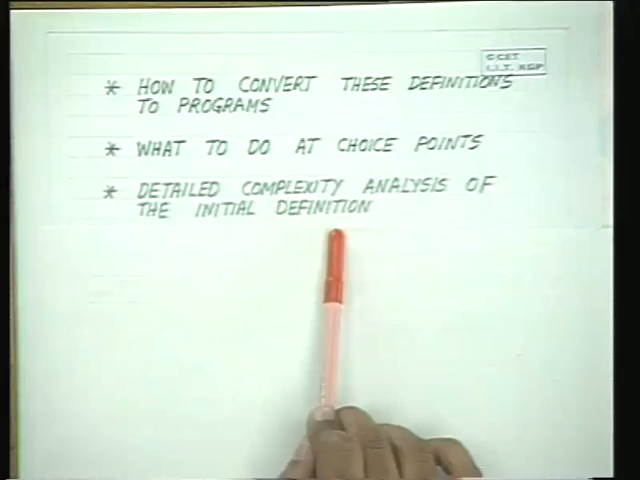 © CET
I.I.T. KGP
* HOW TO CONVERT THESE DEFINITIONS
TO PROGRAMS
* WHAT TO DO AT CHOICE POINTS
* DETAILED COMPLEXITY ANALYSIS OF
THE INITIAL DEFINITION